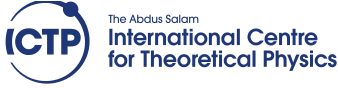 ICTP
The Abdus Salam
International Centre
for Theoretical Physics